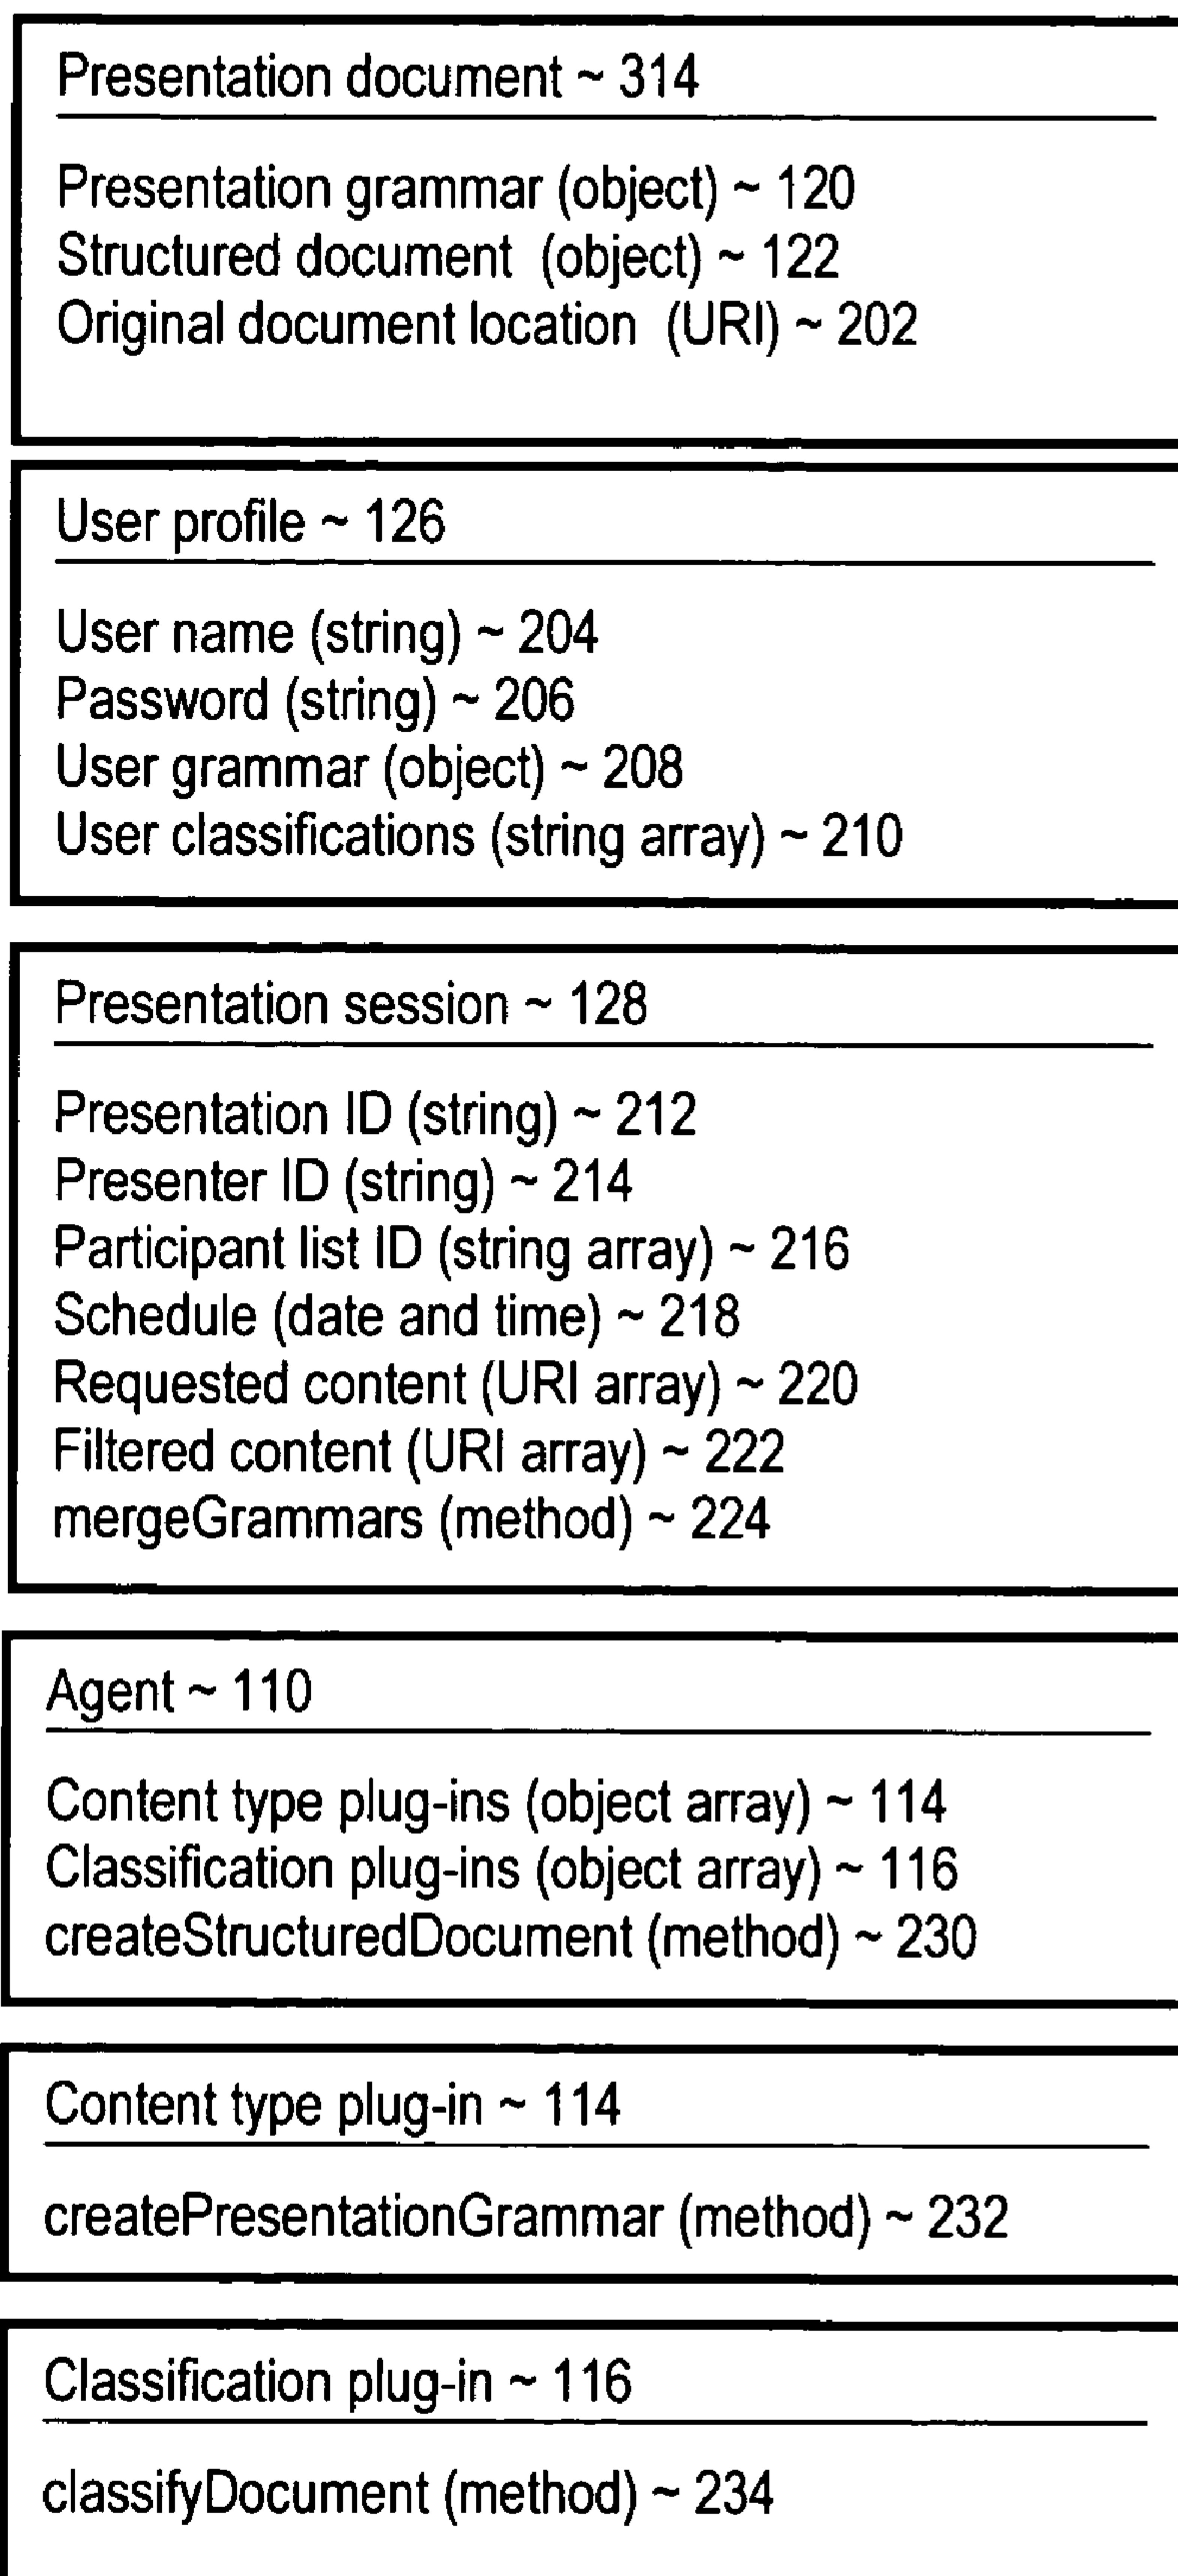 Presentation document ~ 314
Presentation grammar (object) ~ 120
Structured document (object) ~ 122
Original document location (URI) ~ 202
User profile ~ 126
User name (string) ~ 204
Password (string) ~ 206
User grammar (object) ~ 208
User classifications (string array) ~ 210
Presentation session ~ 128
Presentation ID (string) ~ 212
Presenter ID (string) ~ 214
Participant list ID (string array) ~ 216
Schedule (date and time) ~ 218
Requested content (URI array) ~ 220
Filtered content (URI array) ~ 222
mergeGrammars (method) ~ 224
Agent ~ 110
Content type plug-ins (object array) ~ 114
Classification plug-ins (object array) ~ 116
createStructuredDocument (method) ~ 230
Content type plug-in ~ 114
createPresentationGrammar (method) ~ 232
Classification plug-in ~ 116
classifyDocument (method) ~ 234